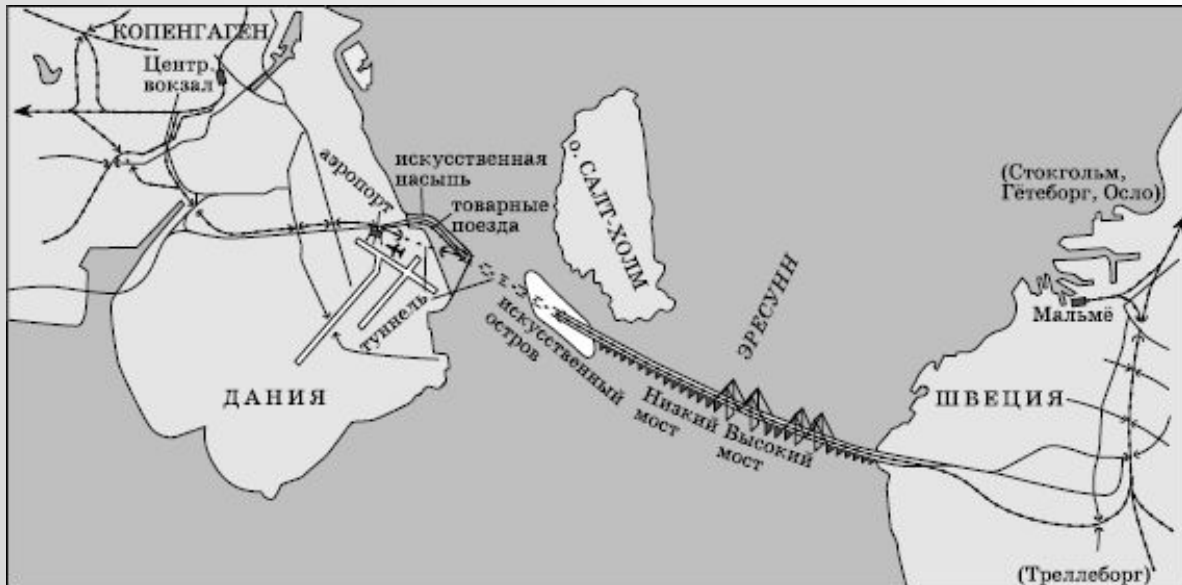 КОПЕНГАГЕН
Центр.
вокзал
аэропорт
искусственная
насыпь
товарные
поезда
туннель
о. САЛТ-ХОЛМ
искусственный
остров
Низкий
мост
Высокий
мост
ЭРЕСУНН
ДАНИЯ
(Стокгольм,
Гётеборг, Осло)
Мальмё
ШВЕЦИЯ
(Треллеборг)